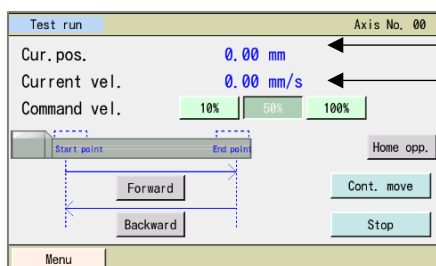 Test run Axis No. 00
Cur.pos. 0.00 mm
Current vel. 0.00 mm/s
Command vel. 10% 50% 100%
Start point End point
Home opp.
Forward Cont. move
Backward Stop
Menu